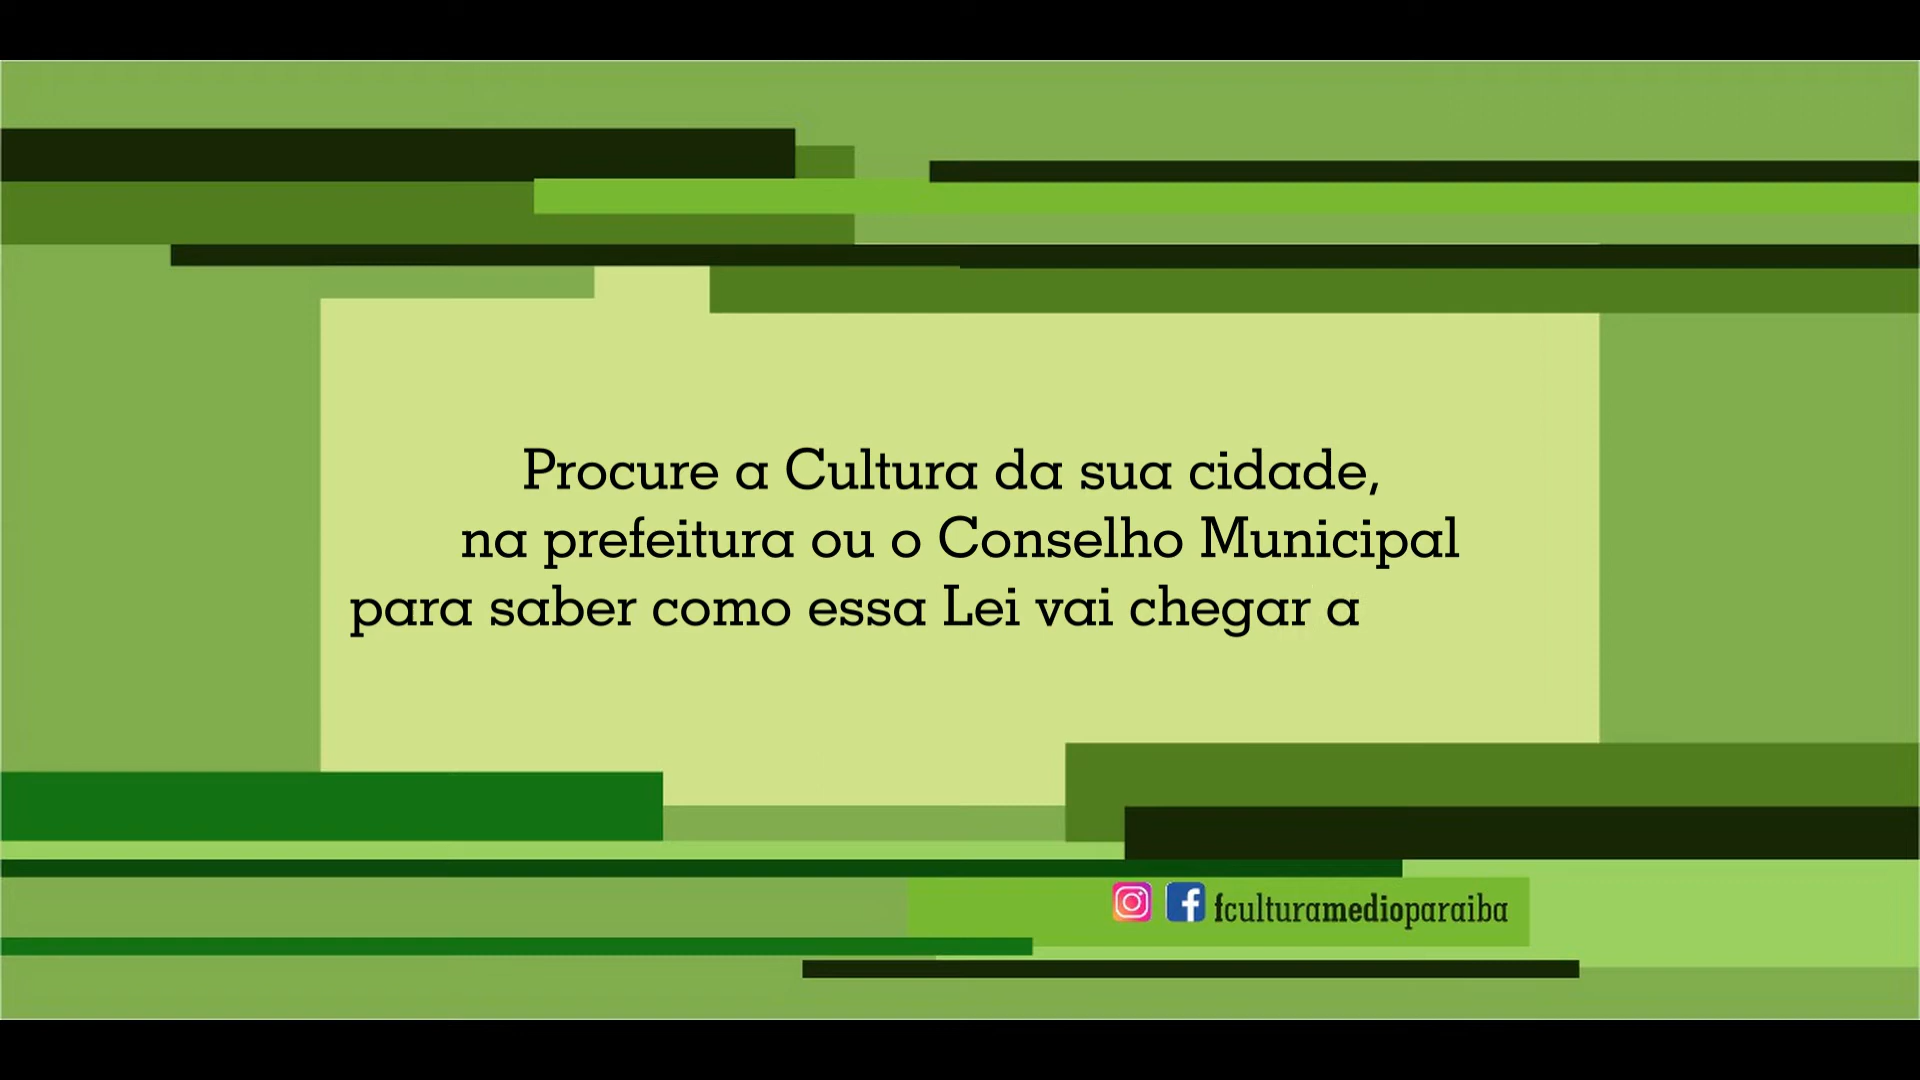 Procure a Cultura da sua cidade,
na prefeitura ou o Conselho Municipal
para saber como essa Lei vai chegar a
fculturamedioparaiba